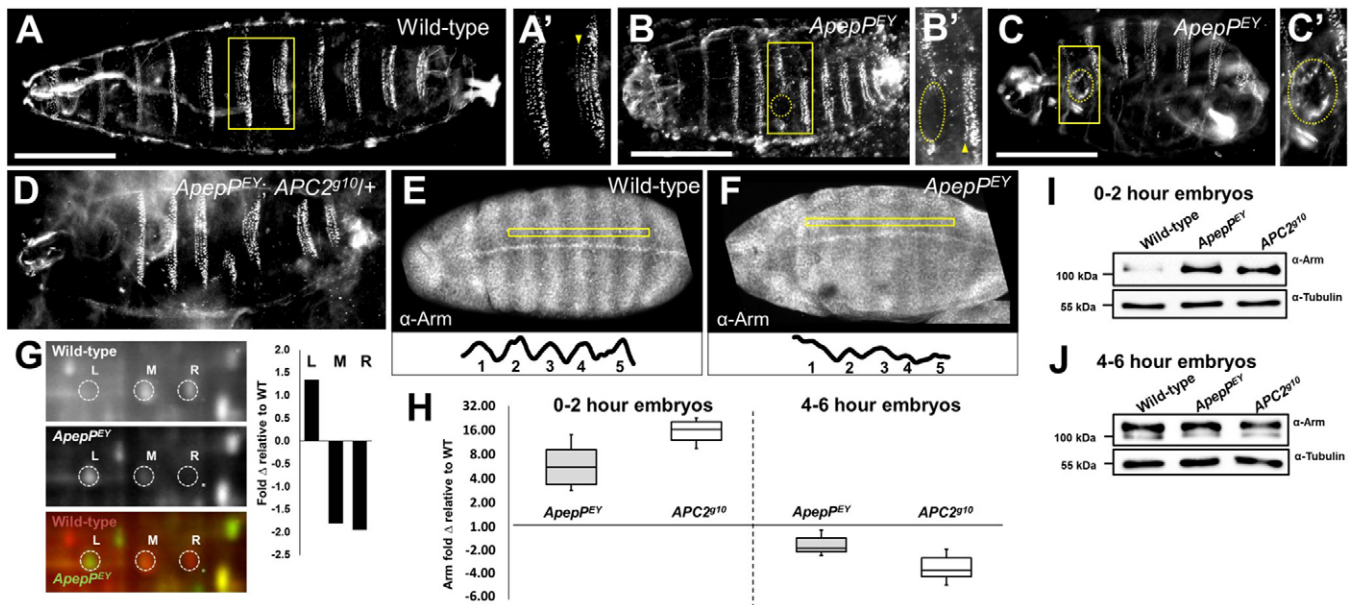 A Wild-type
A'
B ApepP^EY
B'
C ApepP^EY
C'
D ApepP^EY; APC2^g10/+
E Wild-type
α-Arm
1 2 3 4 5
F ApepP^EY
α-Arm
1 2 3 4 5
G
Wild-type
L M R
ApepP^EY
L M R
Wild-type
L M R
ApepP^EY
Fold Δ relative to WT
L M R
2.0
1.5
1.0
0.5
0.0
-0.5
-1.0
-1.5
-2.0
-2.5
H 0-2 hour embryos 4-6 hour embryos
Arm fold Δ relative to WT
32.00
16.00
8.00
4.00
2.00
1.00
-2.00
-4.00
-6.00
ApepP^EY APC2^g10 ApepP^EY APC2^g10
I 0-2 hour embryos
Wild-type ApepP^EY APC2^g10
100 kDa α-Arm
55 kDa α-Tubulin
J 4-6 hour embryos
Wild-type ApepP^EY APC2^g10
100 kDa α-Arm
55 kDa α-Tubulin